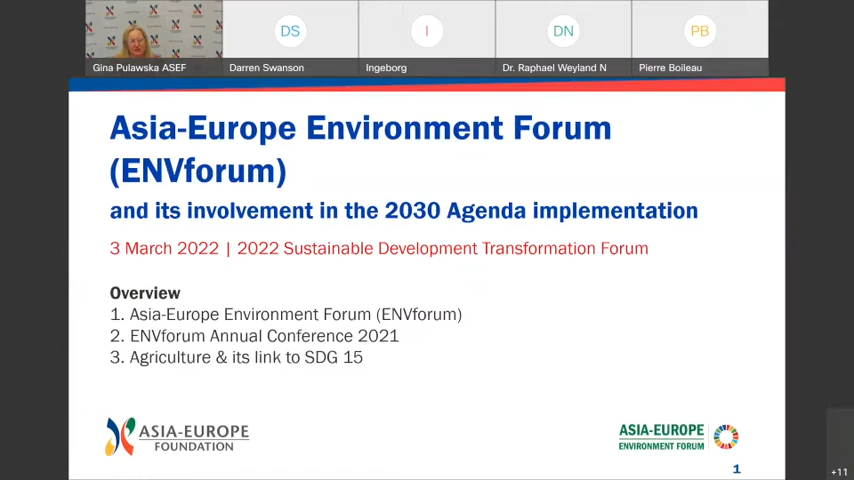 DS
I
DN
PB
Gina Pulawska ASEF
Darren Swanson
Ingeborg
Dr. Raphael Weyland N
Pierre Boileau
Asia-Europe Environment Forum
(ENVforum)
and its involvement in the 2030 Agenda implementation
3 March 2022 | 2022 Sustainable Development Transformation Forum
Overview
1. Asia-Europe Environment Forum (ENVforum)
2. ENVforum Annual Conference 2021
3. Agriculture & its link to SDG 15
ASIA-EUROPE
FOUNDATION
ASIA-EUROPE
ENVIRONMENT FORUM
1
+11